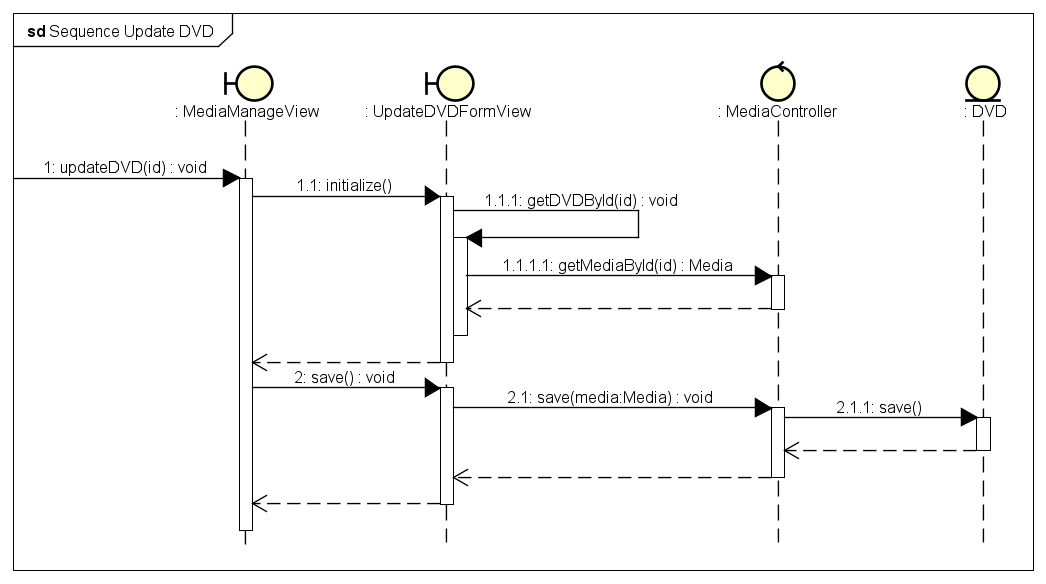 sd Sequence Update DVD
: MediaManageView
: UpdateDVDFormView
: MediaController
: DVD
1: updateDVD(id) : void
1.1: initialize()
1.1.1: getDVDById(id) : void
1.1.1.1: getMediaById(id) : Media
2: save() : void
2.1: save(media:Media) : void
2.1.1: save()